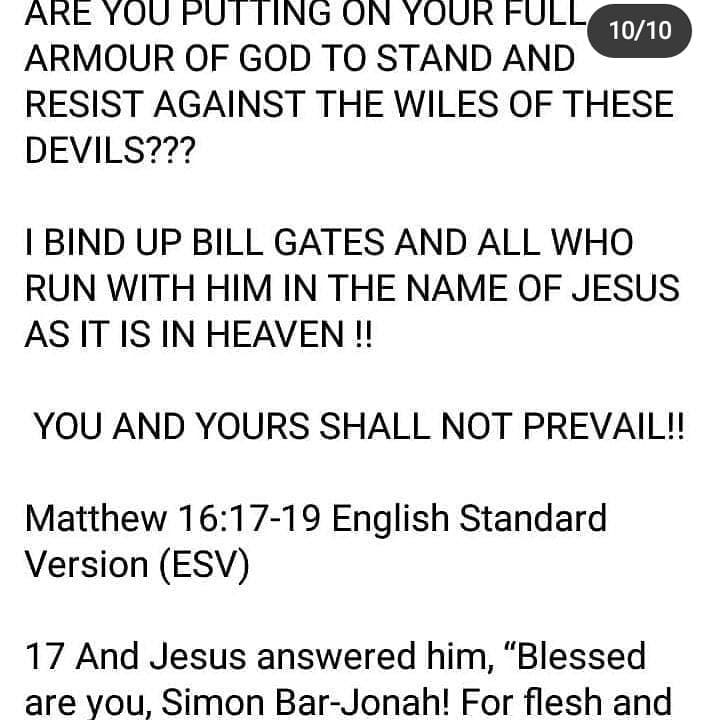 ARE YOU PUTTING ON YOUR FULL
10/10
ARMOUR OF GOD TO STAND AND
RESIST AGAINST THE WILES OF THESE
DEVILS???
I BIND UP BILL GATES AND ALL WHO
RUN WITH HIM IN THE NAME OF JESUS
AS IT IS IN HEAVEN !!
YOU AND YOURS SHALL NOT PREVAIL!!
Matthew 16:17-19 English Standard
Version (ESV)
17 And Jesus answered him, “Blessed
are you, Simon Bar-Jonah! For flesh and